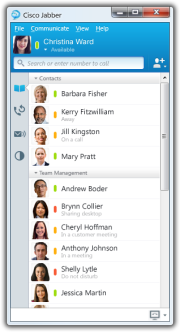 Cisco Jabber
File Communicate View Help
Christina Ward
Available
Search or enter number to call
Contacts
Barbara Fisher
Kerry Fitzwilliam
Away
Jill Kingston
On a call
Mary Pratt
Team Management
Andrew Boder
Brynn Collier
Sharing desktop
Cheryl Hoffman
In a customer meeting
Anthony Johnson
In a meeting
Shelly Lytle
Do not disturb
Jessica Martin